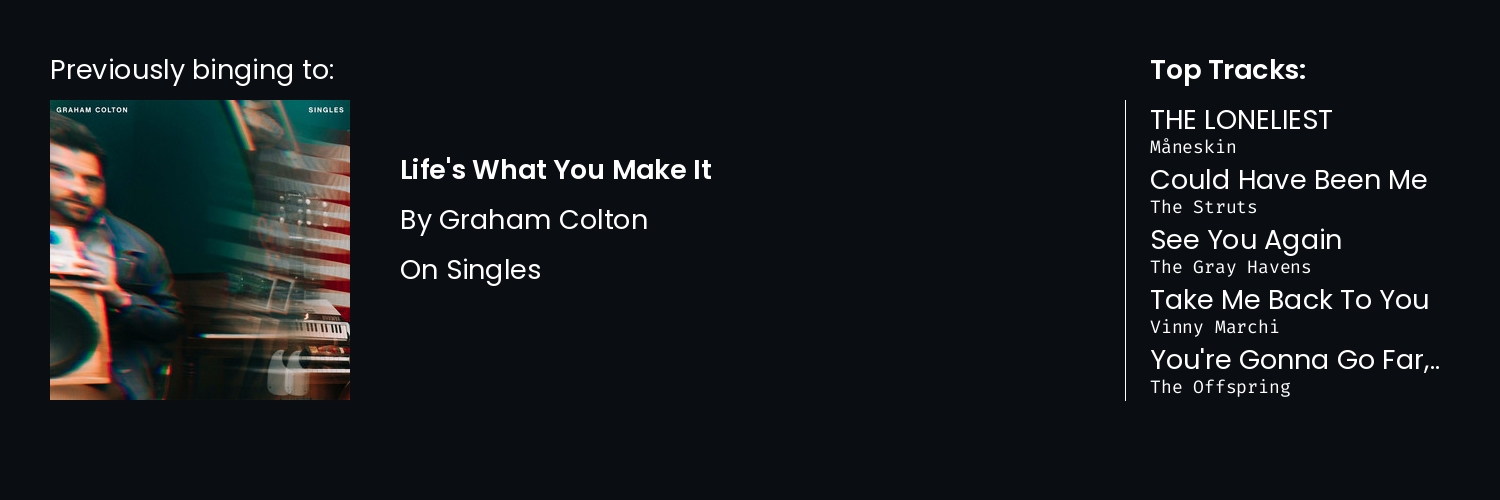 Previously binging to:
GRAHAM COLTON
SINGLES
Life's What You Make It
By Graham Colton
On Singles
Top Tracks:
THE LONELIEST
Måneskin
Could Have Been Me
The Struts
See You Again
The Gray Havens
Take Me Back To You
Vinny Marchi
You're Gonna Go Far,..
The Offspring